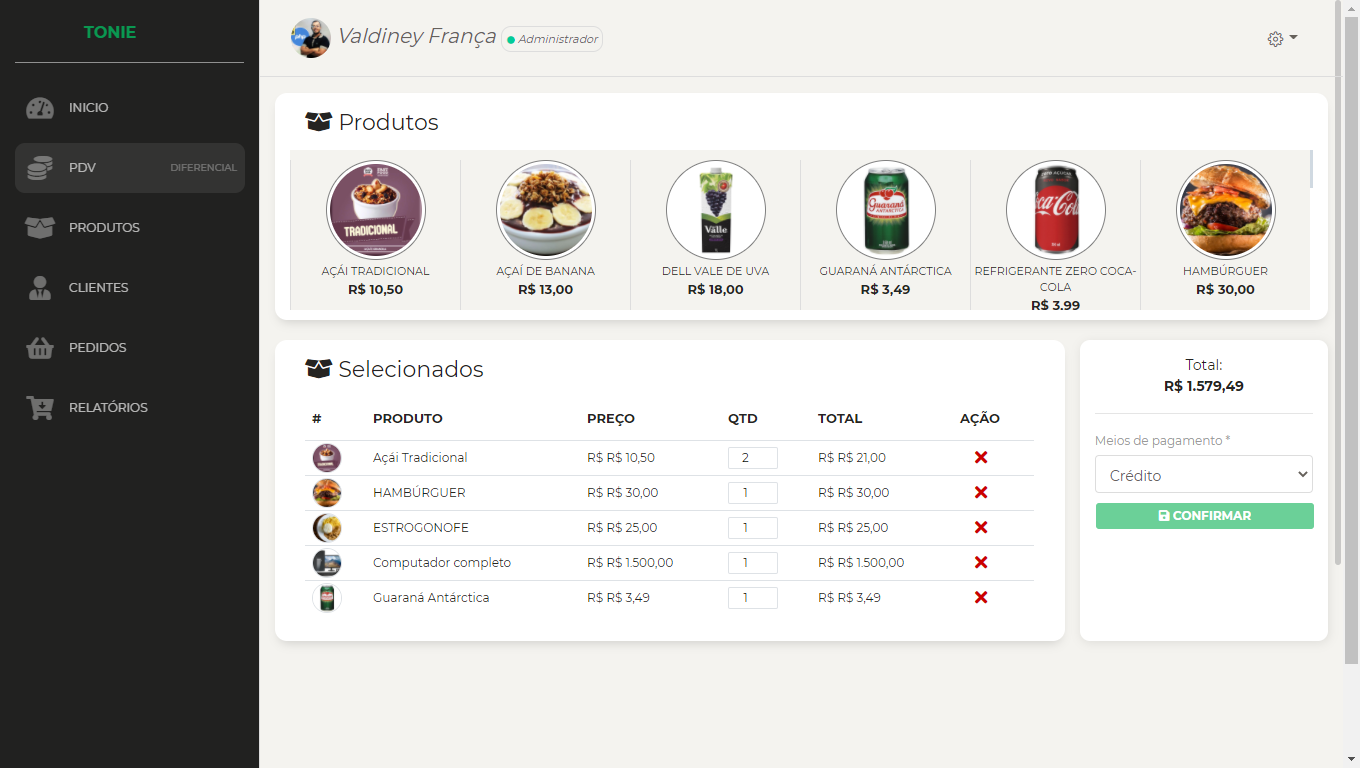 TONIE
INICIO
PDV DIFERENCIAL
PRODUTOS
CLIENTES
PEDIDOS
RELATÓRIOS
Valdiney França Administrador
Produtos
TRADICIONAL
AÇÁI TRADICIONAL
R$ 10,50
AÇAÍ DE BANANA
R$ 13,00
Valle
DELL VALE DE UVA
R$ 18,00
Guaraná
ANTARCTICA
GUARANÁ ANTÁRCTICA
R$ 3,49
Coca-Cola
REFRIGERANTE ZERO COCA-
COLA
R$ 3,99
HAMBÚRGUER
R$ 30,00
Selecionados
# PRODUTO PREÇO QTD TOTAL AÇÃO
Açái Tradicional R$ R$ 10,50 2 R$ R$ 21,00
HAMBÚRGUER R$ R$ 30,00 1 R$ R$ 30,00
ESTROGONOFE R$ R$ 25,00 1 R$ R$ 25,00
Computador completo R$ R$ 1.500,00 1 R$ R$ 1.500,00
Guaraná Antárctica R$ R$ 3,49 1 R$ R$ 3,49
Total:
R$ 1.579,49
Meios de pagamento *
Crédito
CONFIRMAR